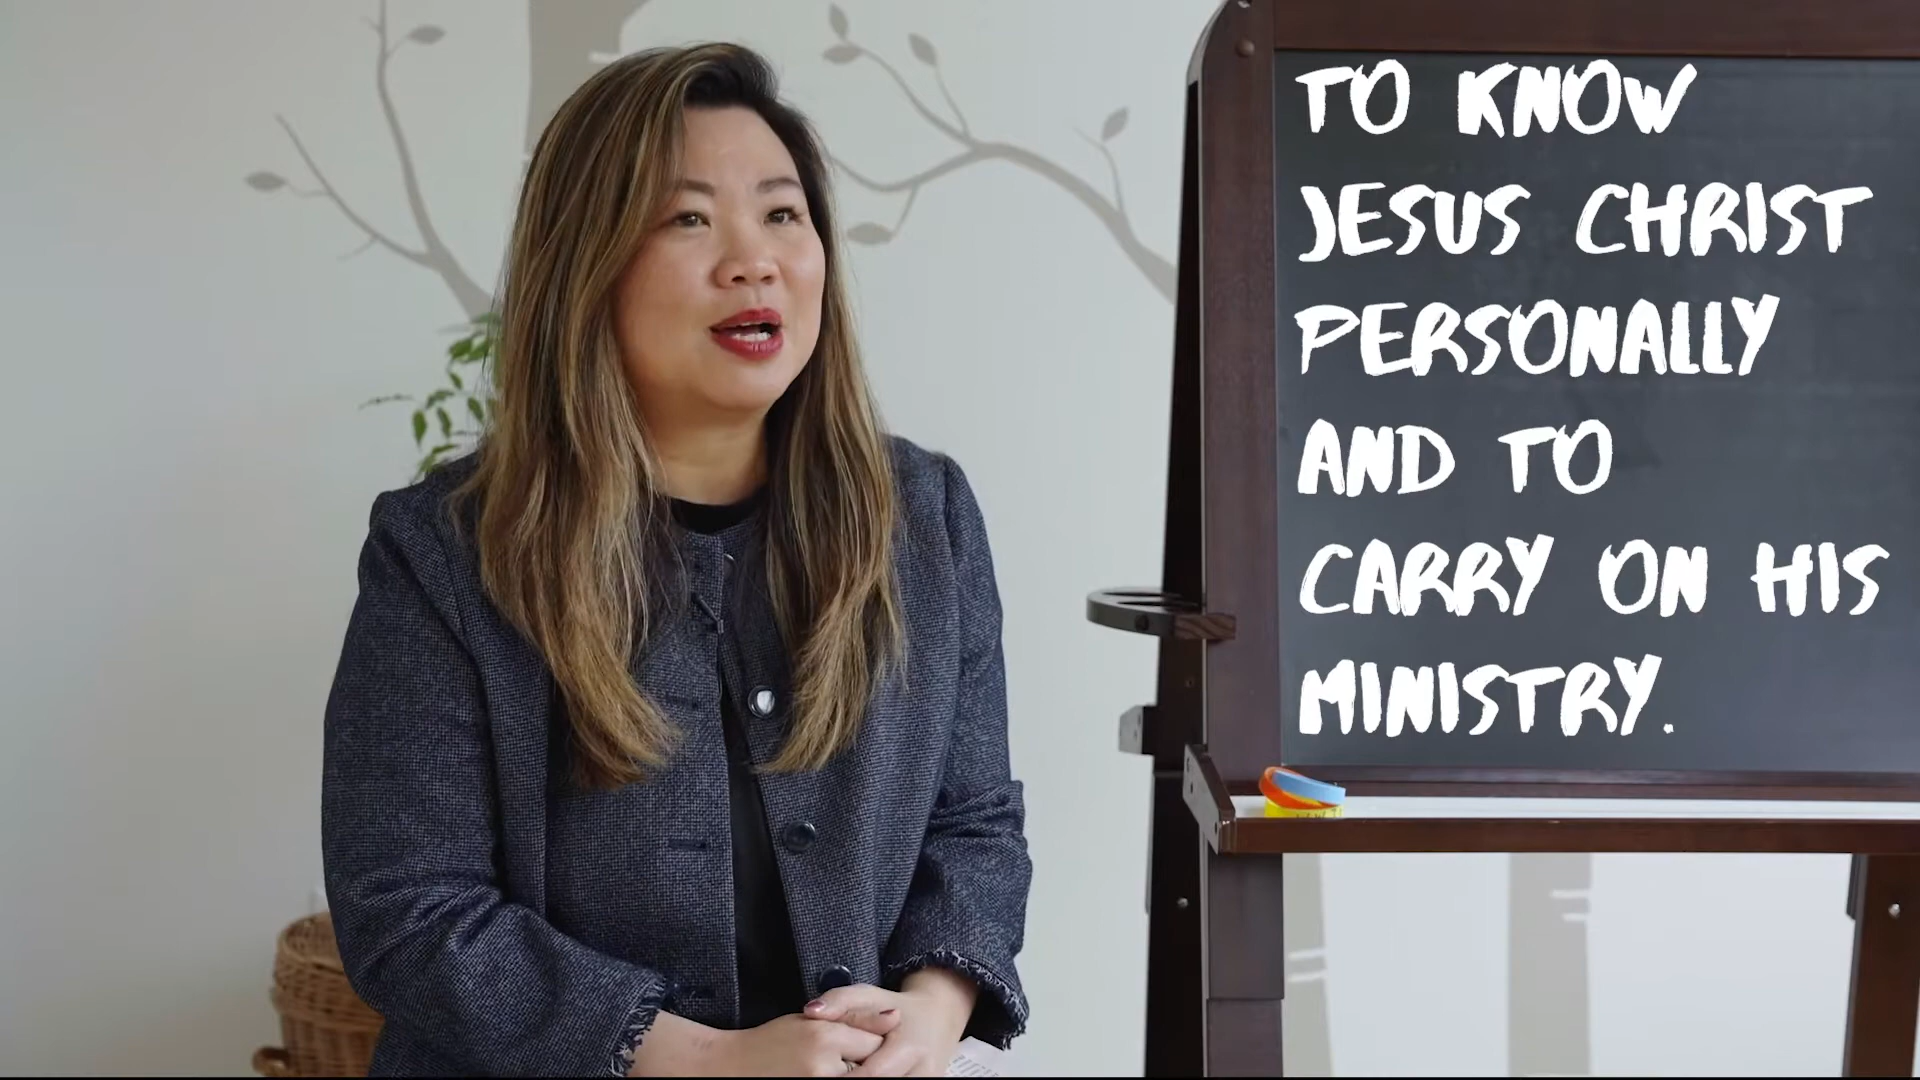 TO KNOW
JESUS CHRIST
PERSONALLY
AND TO
CARRY ON HIS
MINISTRY.